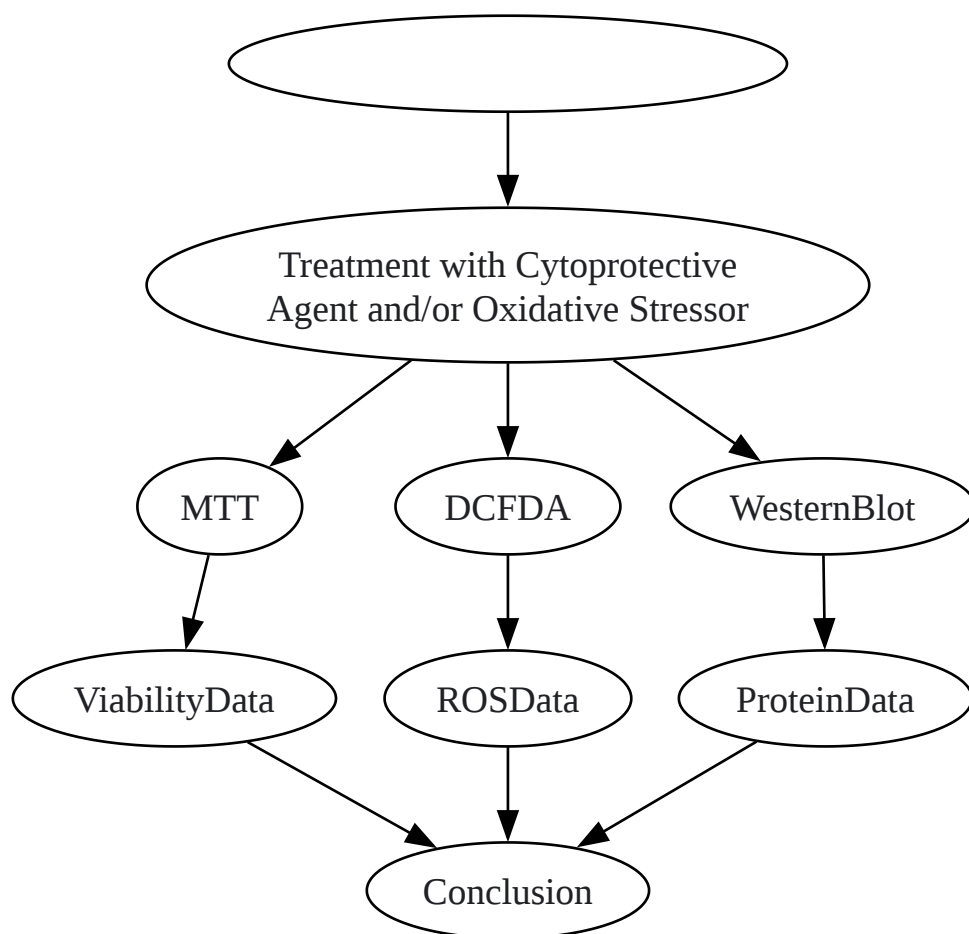 Treatment with Cytoprotective
Agent and/or Oxidative Stressor
MTT
DCFDA
WesternBlot
ViabilityData
ROSData
ProteinData
Conclusion